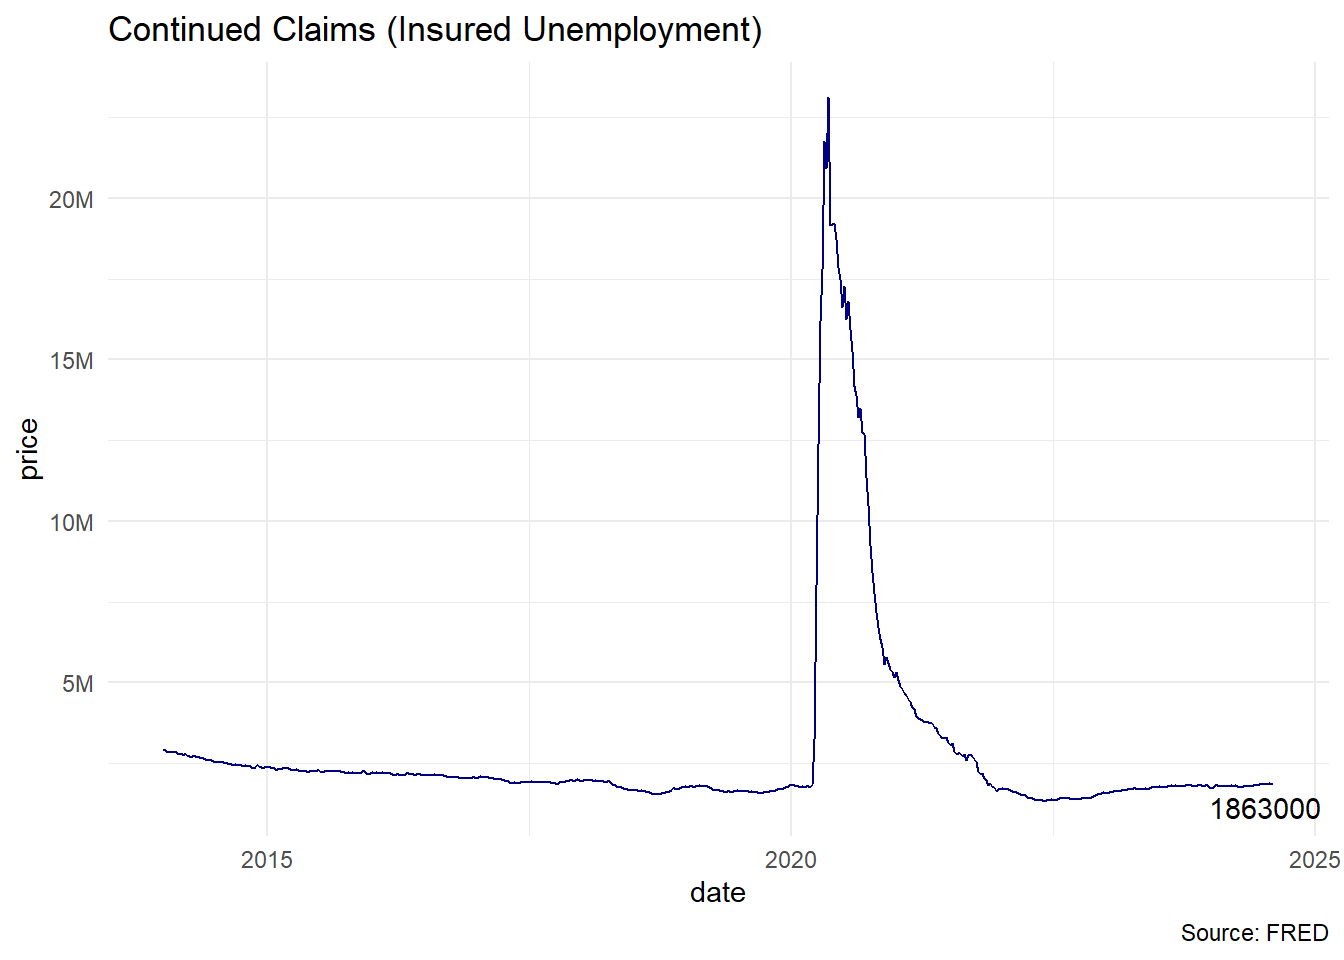 Continued Claims (Insured Unemployment)
20M
15M
10M
5M
price
1863000
2015
2020
2025
date
Source: FRED